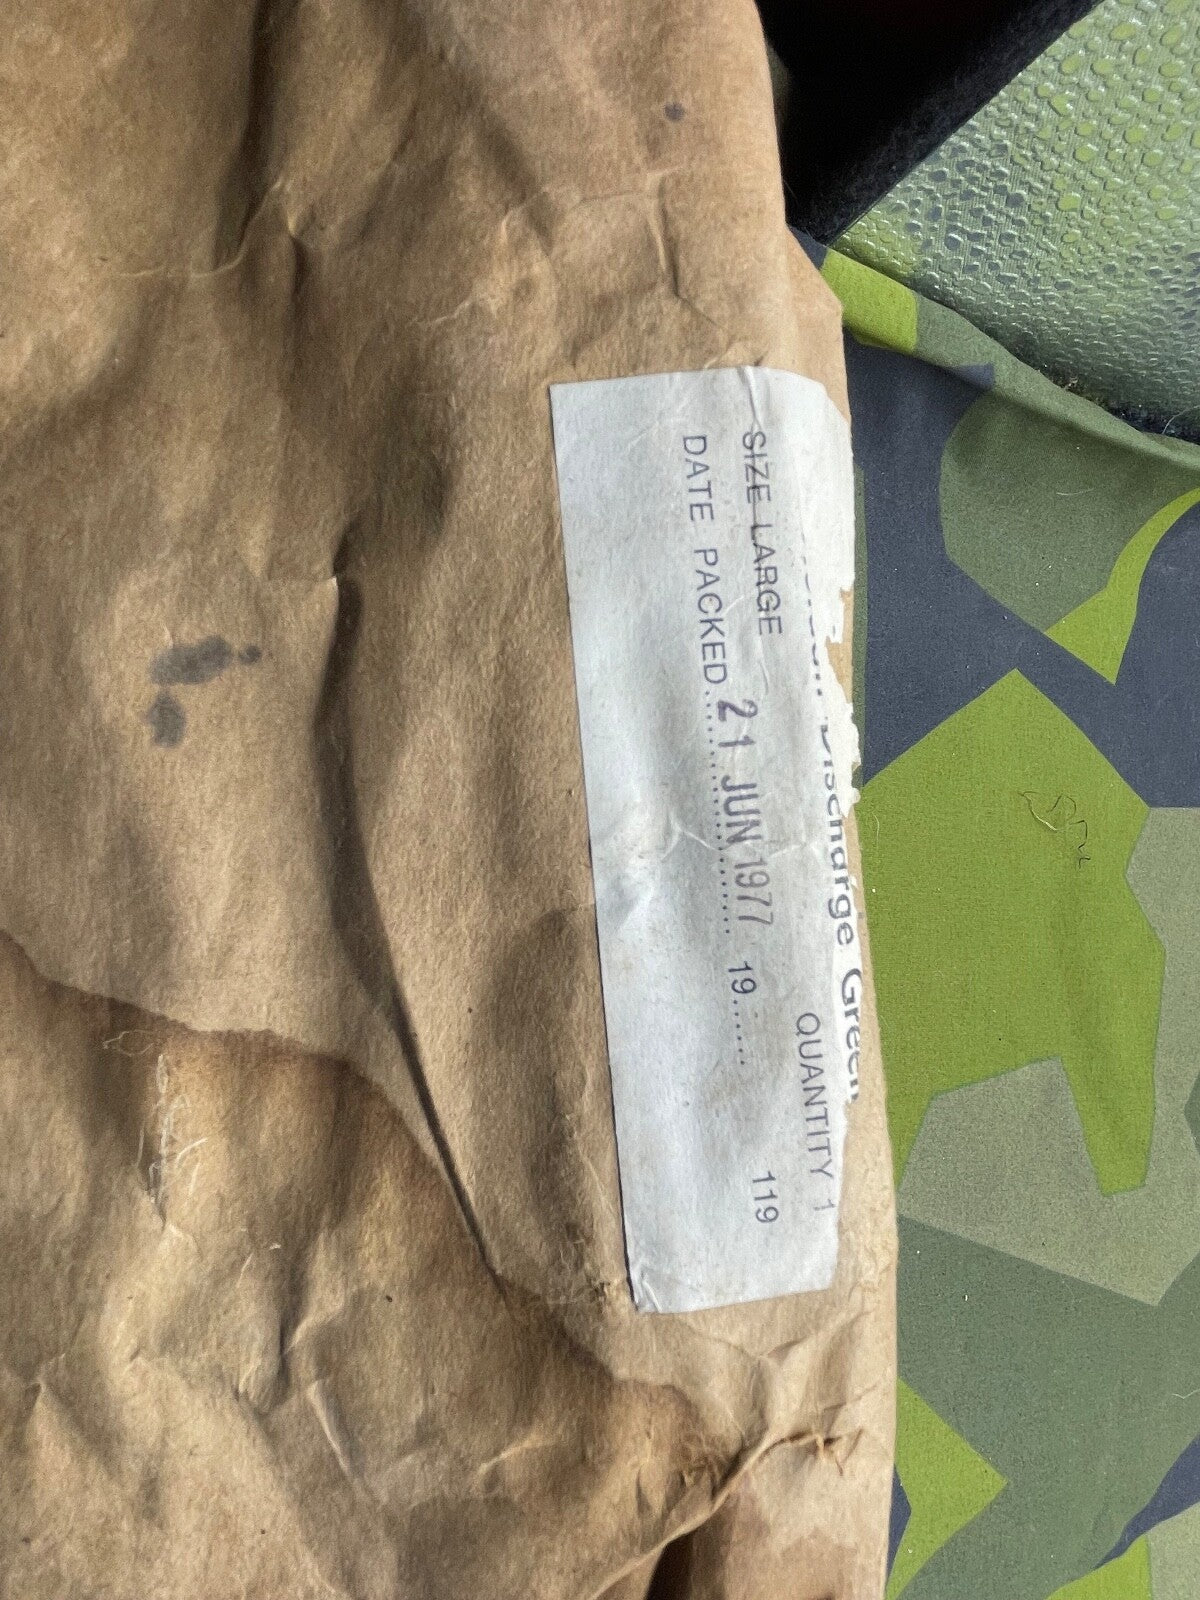 Discharge Green
SIZE LARGE QUANTITY 1
DATE PACKED 21 JUN 1977 19...... 119